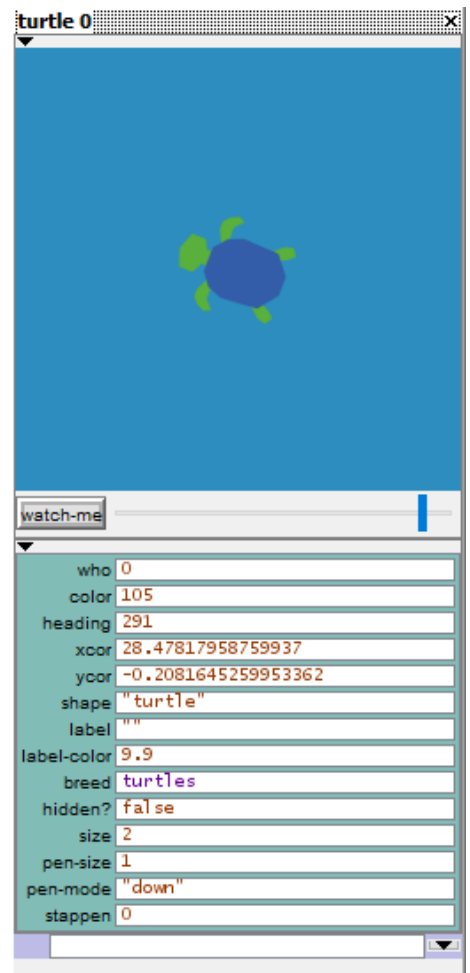 turtle 0
watch-me
who 0
color 105
heading 291
xcor 28.47817958759937
ycor -0.2081645259953362
shape "turtle"
label ""
label-color 9.9
breed turtles
hidden? false
size 2
pen-size 1
pen-mode "down"
stappen 0